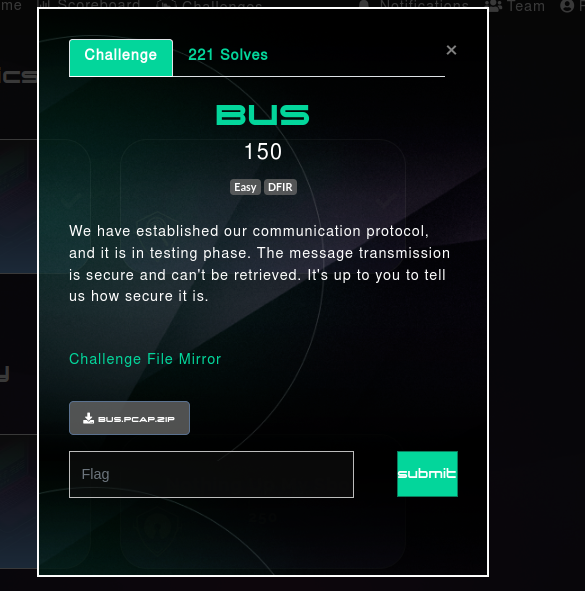 me Scoreboard Challenges Notifications Team
Challenge 221 Solves ×
BUS
150
Easy DFIR
We have established our communication protocol,
and it is in testing phase. The message transmission
is secure and can't be retrieved. It's up to you to tell
us how secure it is.
Challenge File Mirror
BUS.PCAP.ZIP
Flag
submit
ics
y